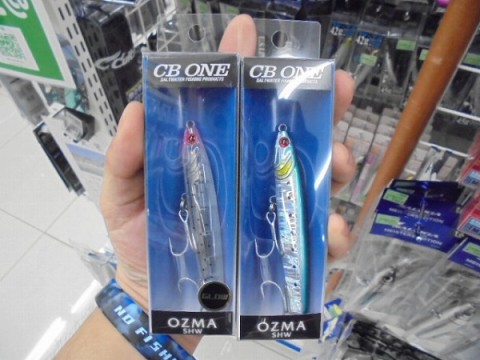 CB ONE
SALTWATER FISHING PRODUCTS
OZMA
SHW
CB ONE
SALTWATER FISHING PRODUCTS
OZMA
SHW
NO FISH